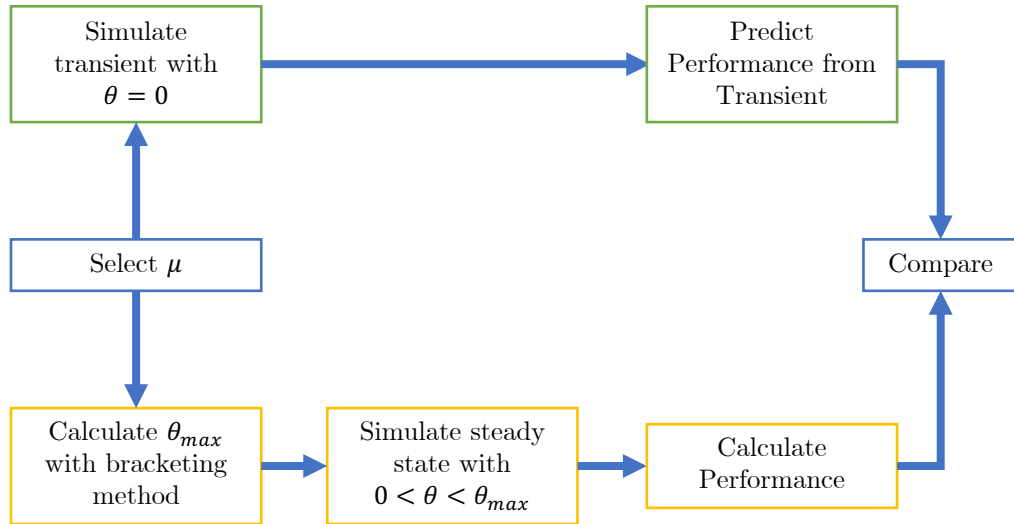 Simulate
transient with
θ = 0
Predict
Performance from
Transient
Select μ
Compare
Calculate θ_max
with bracketing
method
Simulate steady
state with
0 < θ < θ_max
Calculate
Performance